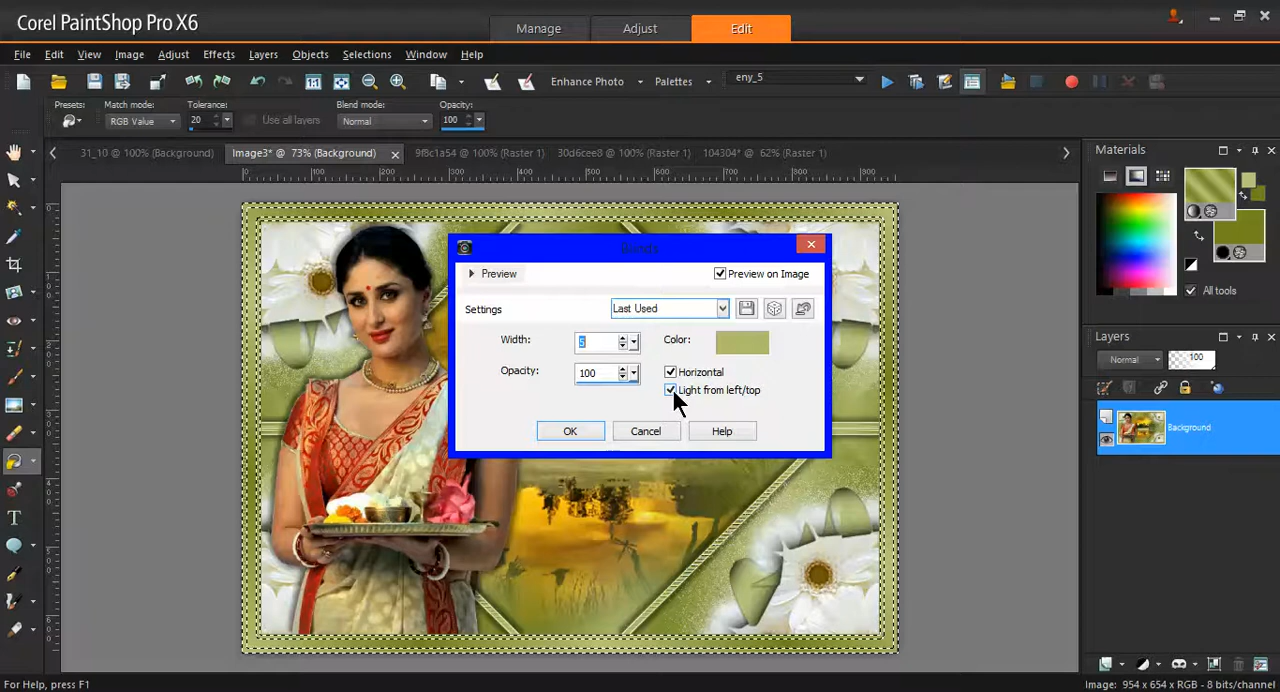 Corel PaintShop Pro X6
Manage Adjust Edit
File Edit View Image Adjust Effects Layers Objects Selections Window Help
1:1 Enhance Photo Palettes eny_5
Presets: Match mode: Tolerance: Blend mode: Opacity:
RGB Value 20 Use all layers Normal 100
31_10 @ 100% (Background) Image3* @ 73% (Background) 9f8c1a54 @ 100% (Raster 1) 30d6cee8 @ 100% (Raster 1) 104304* @ 62% (Raster 1)
Materials
All tools
Layers
Normal 100
Background
Blinds
Preview Preview on Image
Settings Last Used
Width: 5 Color:
Opacity: 100 Horizontal
Light from left/top
OK Cancel Help
For Help, press F1 Image: 954 x 654 x RGB - 8 bits/channel